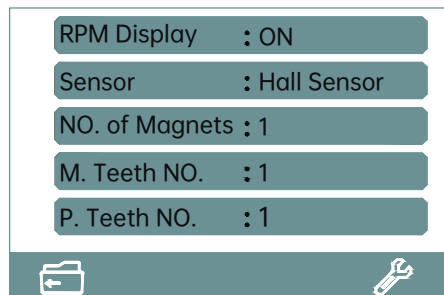 RPM Display : ON
Sensor : Hall Sensor
NO. of Magnets : 1
M. Teeth NO. : 1
P. Teeth NO. : 1